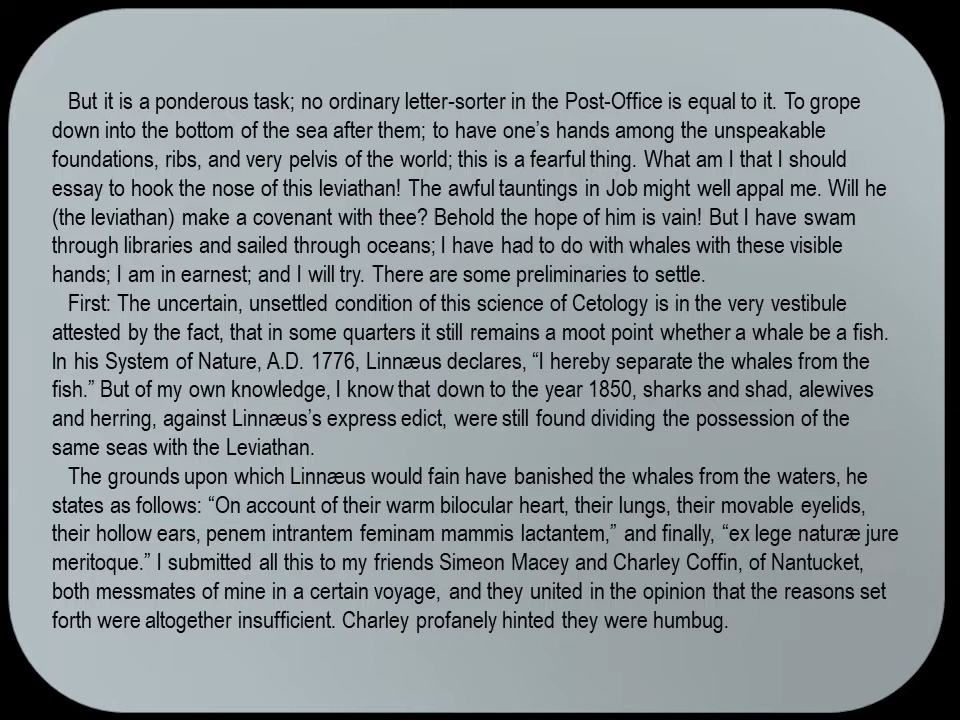 But it is a ponderous task; no ordinary letter-sorter in the Post-Office is equal to it. To grope
down into the bottom of the sea after them; to have one’s hands among the unspeakable
foundations, ribs, and very pelvis of the world; this is a fearful thing. What am I that I should
essay to hook the nose of this leviathan! The awful tauntings in Job might well appal me. Will he
(the leviathan) make a covenant with thee? Behold the hope of him is vain! But I have swam
through libraries and sailed through oceans; I have had to do with whales with these visible
hands; I am in earnest; and I will try. There are some preliminaries to settle.
First: The uncertain, unsettled condition of this science of Cetology is in the very vestibule
attested by the fact, that in some quarters it still remains a moot point whether a whale be a fish.
In his System of Nature, A.D. 1776, Linnæus declares, “I hereby separate the whales from the
fish.” But of my own knowledge, I know that down to the year 1850, sharks and shad, alewives
and herring, against Linnæus’s express edict, were still found dividing the possession of the
same seas with the Leviathan.
The grounds upon which Linnæus would fain have banished the whales from the waters, he
states as follows: “On account of their warm bilocular heart, their lungs, their movable eyelids,
their hollow ears, penem intrantem feminam mammis lactantem,” and finally, “ex lege naturæ jure
meritoque.” I submitted all this to my friends Simeon Macey and Charley Coffin, of Nantucket,
both messmates of mine in a certain voyage, and they united in the opinion that the reasons set
forth were altogether insufficient. Charley profanely hinted they were humbug.